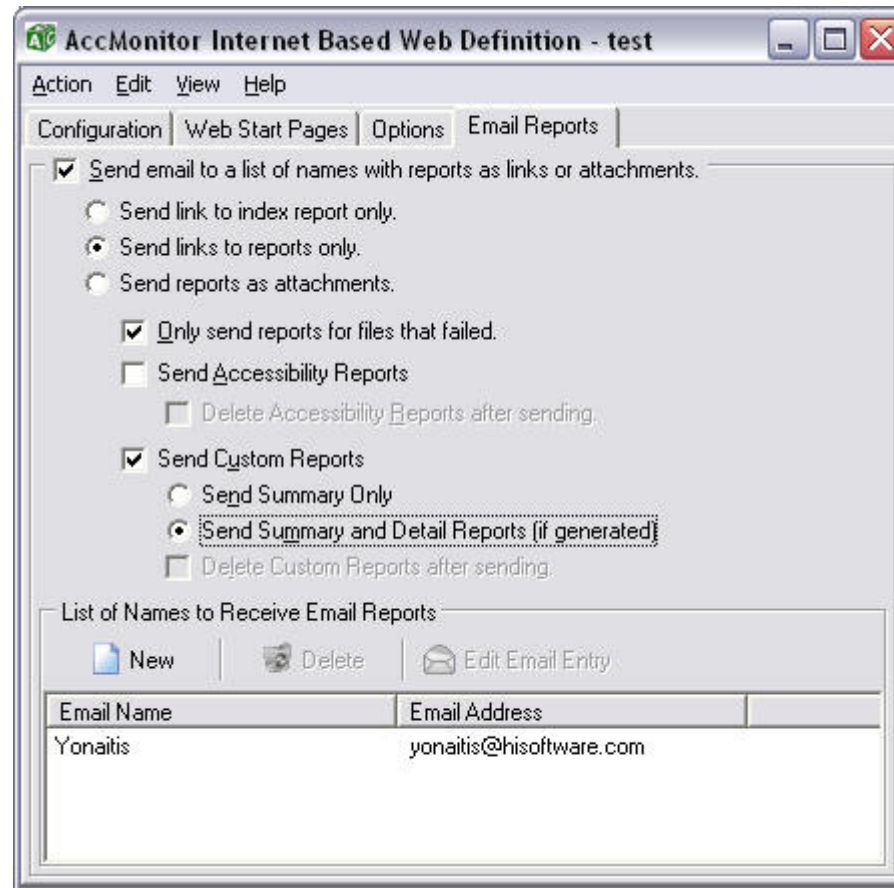 AccMonitor Internet Based Web Definition - test
Action Edit View Help
Configuration Web Start Pages Options Email Reports
Send email to a list of names with reports as links or attachments.
Send link to index report only.
Send links to reports only.
Send reports as attachments.
Only send reports for files that failed.
Send Accessibility Reports
Delete Accessibility Reports after sending.
Send Custom Reports
Send Summary Only
Send Summary and Detail Reports (if generated)
Delete Custom Reports after sending.
List of Names to Receive Email Reports
New Delete Edit Email Entry
Email Name Email Address
Yonaitis yonaitis@hisoftware.com